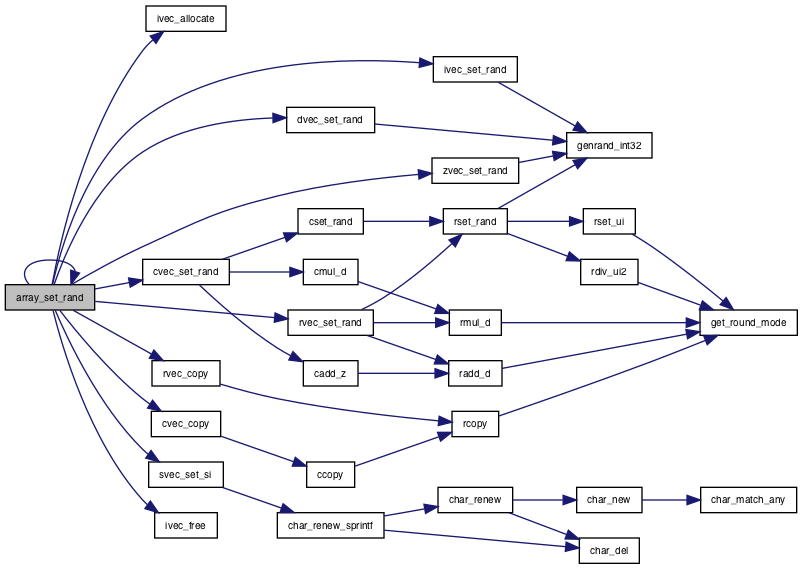 ivec_allocate
ivec_set_rand
dvec_set_rand
genrand_int32
zvec_set_rand
cset_rand
rset_rand
rset_ui
cvec_set_rand
cmul_d
rdiv_ui2
array_set_rand
rvec_set_rand
rmul_d
get_round_mode
rvec_copy
cadd_z
radd_d
cvec_copy
rcopy
svec_set_si
ccopy
char_renew
char_new
char_match_any
ivec_free
char_renew_sprintf
char_del